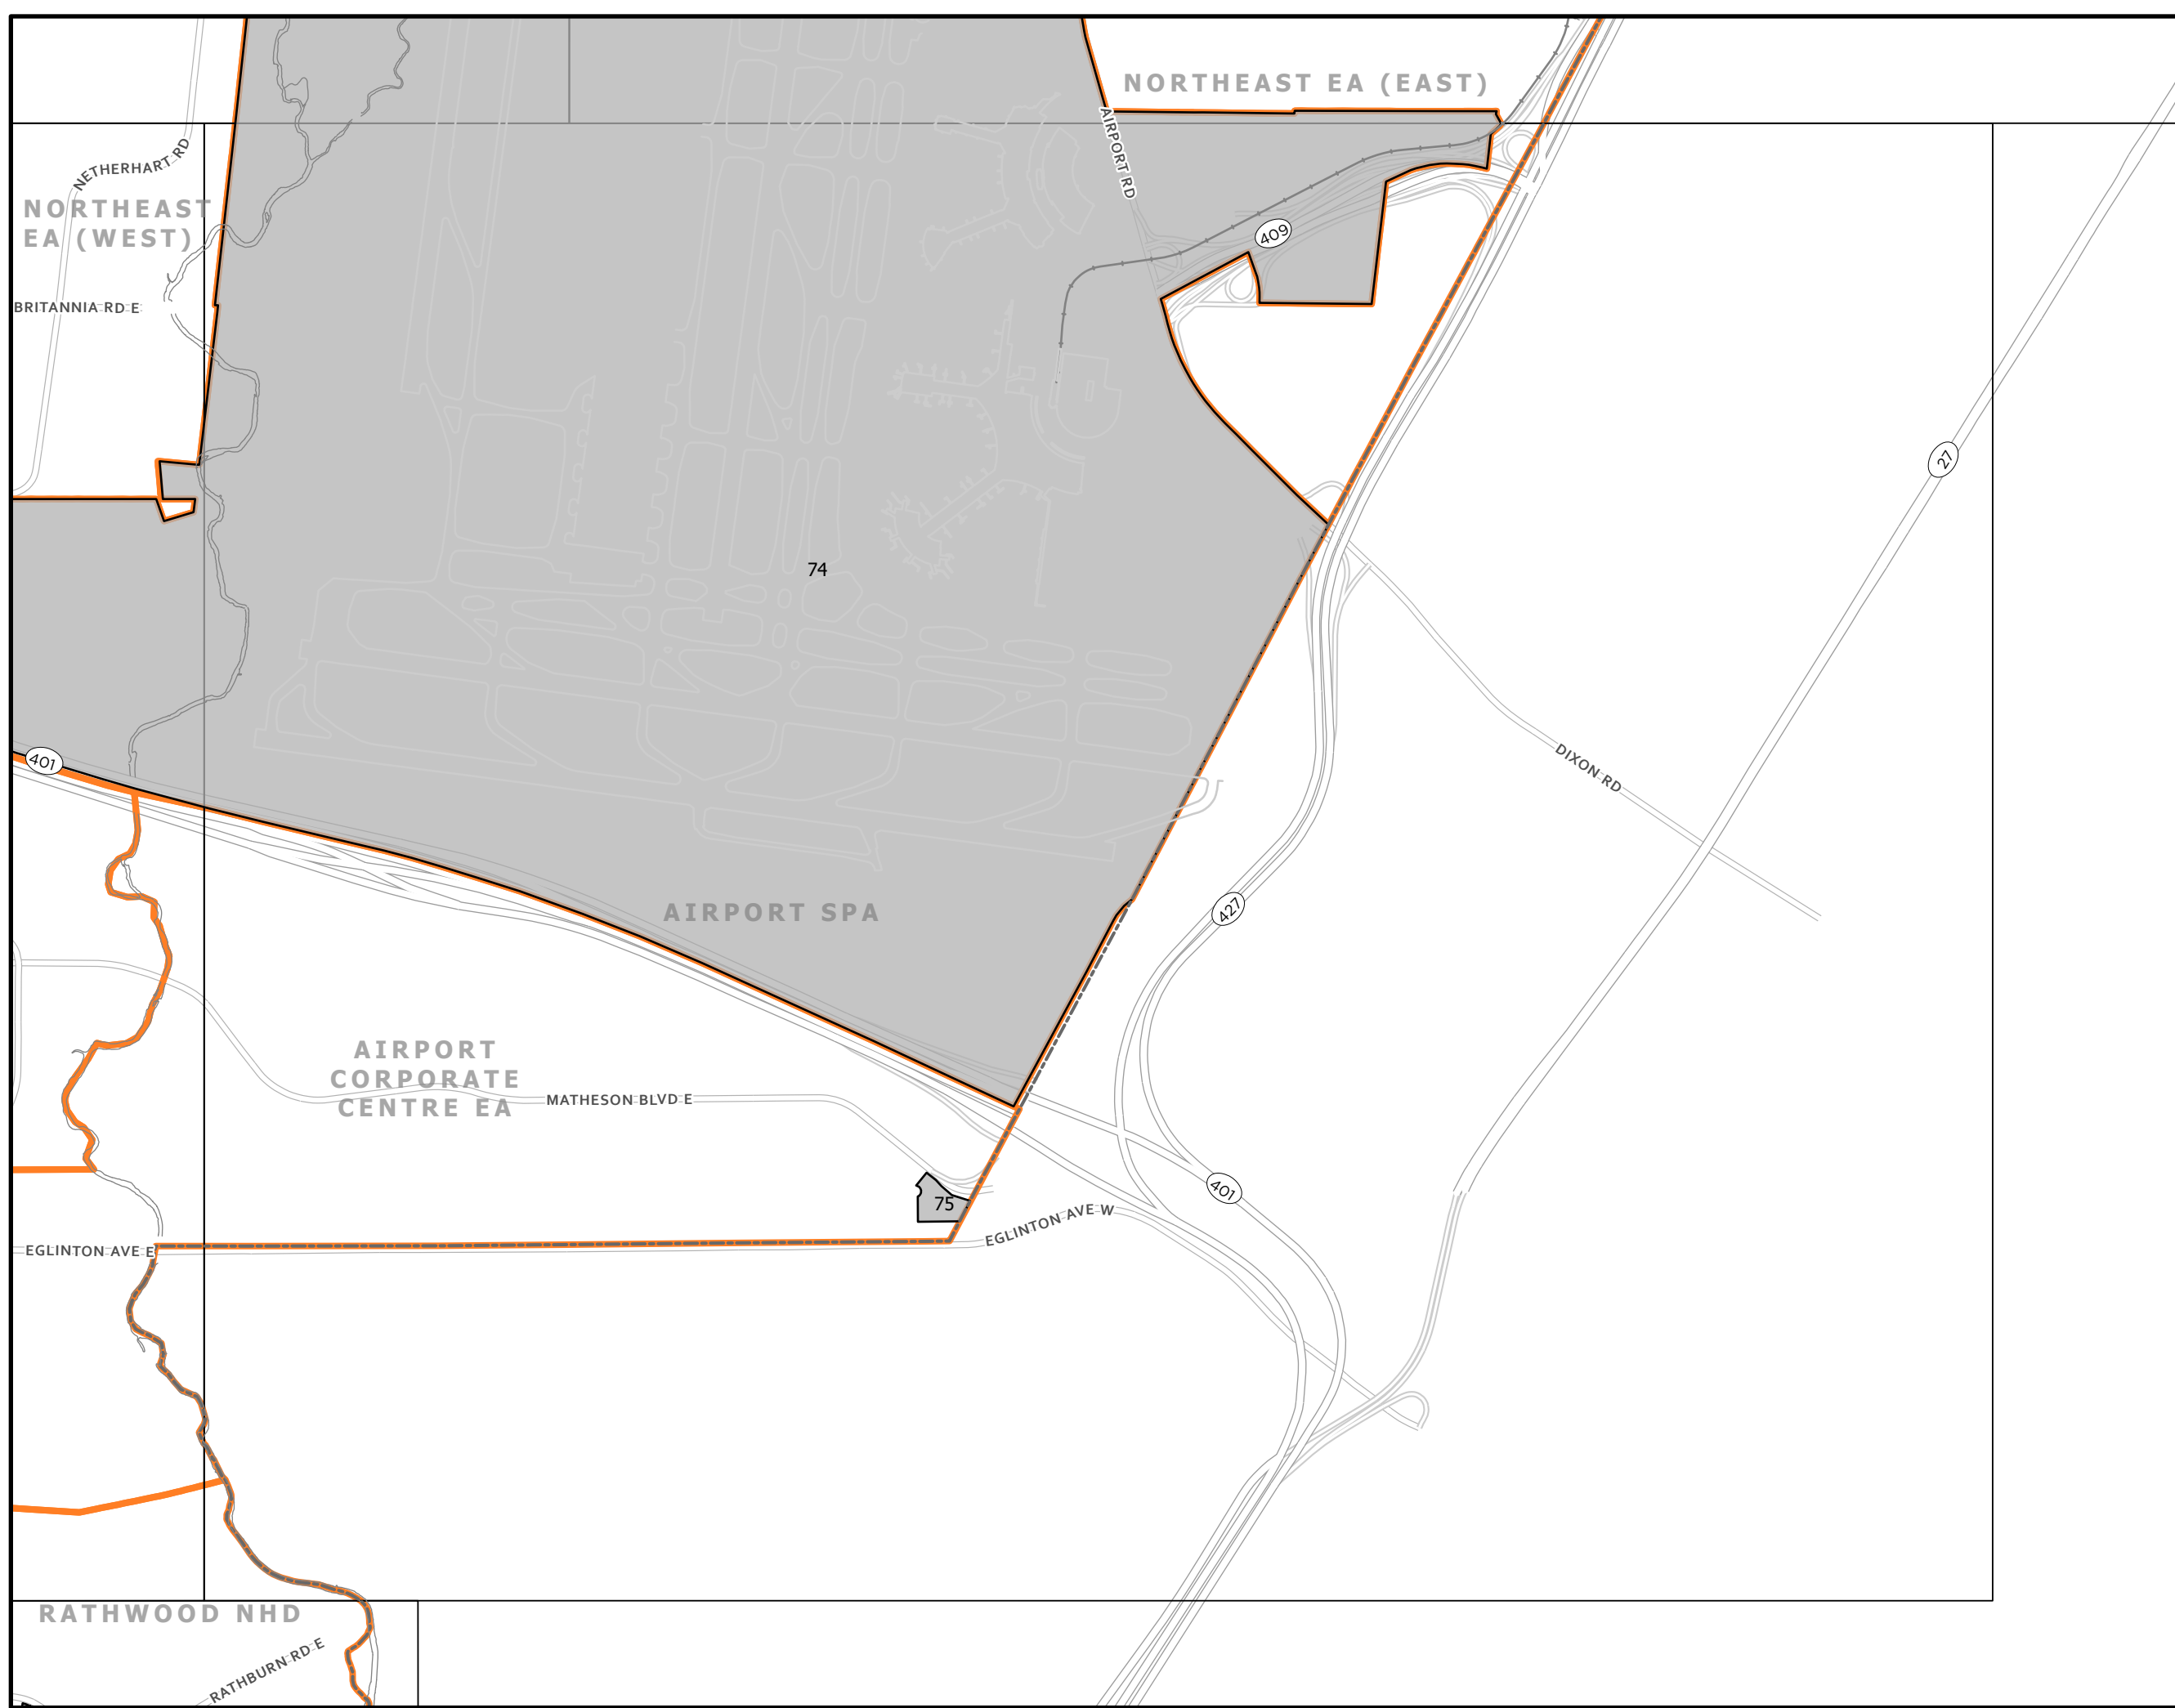 NORTHEAST EA (EAST)
AIRPORT RD
NETHERHART RD
NORTHEAST
EA (WEST)
409
BRITANNIA RD E
27
74
401
DIXON RD
AIRPORT SPA
427
AIRPORT
CORPORATE
CENTRE EA
MATHESON BLVD E
401
75
EGLINTON AVE W
EGLINTON AVE E
RATHWOOD NHD
RATHBURN RD E